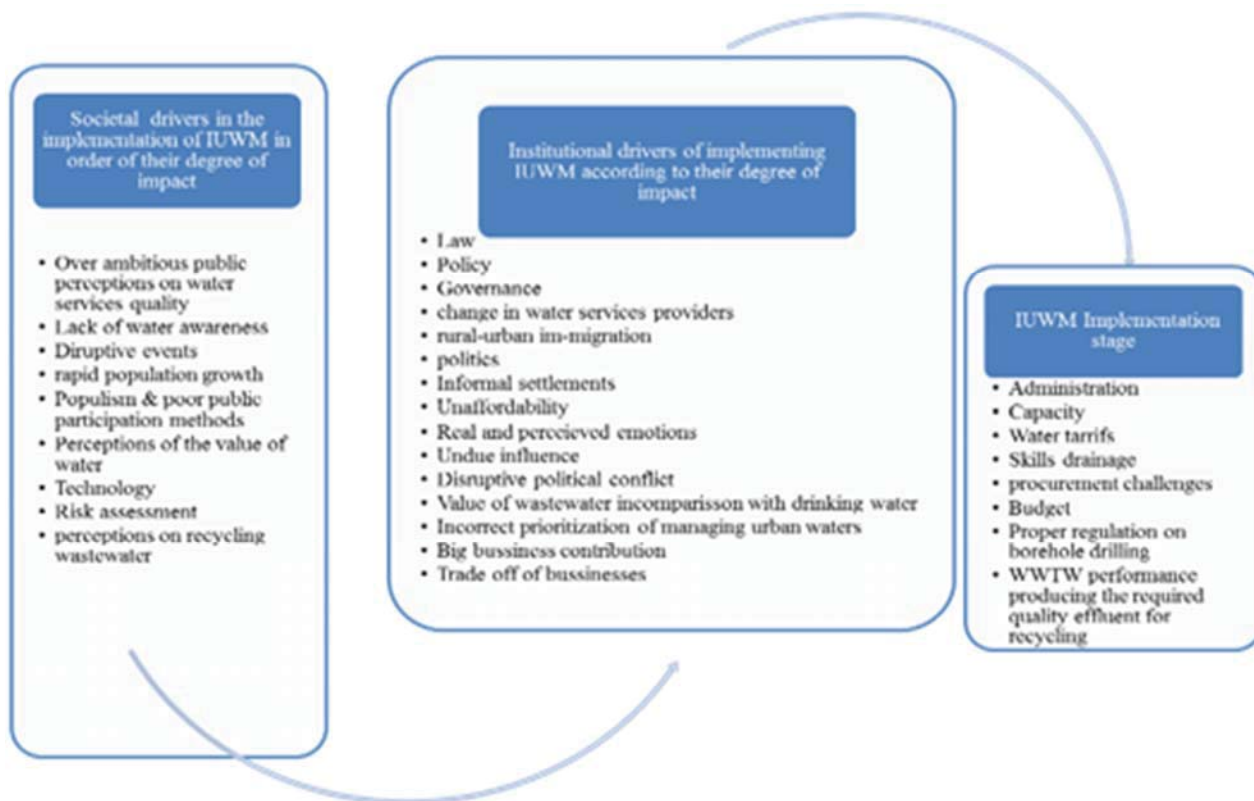 Societal drivers in the
implementation of IUWM in
order of their degree of
impact
• Over ambitious public
perceptions on water
services quality
• Lack of water awareness
• Diruptive events
• rapid population growth
• Populism & poor public
participation methods
• Perceptions of the value of
water
• Technology
• Risk assessment
• perceptions on recycling
wastewater
Institutional drivers of implementing
IUWM according to their degree of
impact
• Law
• Policy
• Governance
• change in water services providers
• rural-urban im-migration
• politics
• Informal settlements
• Unaffordability
• Real and percieved emotions
• Undue influence
• Disruptive political conflict
• Value of wastewater incomparisson with drinking water
• Incorrect prioritization of managing urban waters
• Big bussiness contribution
• Trade off of bussinesses
IUWM Implementation
stage
• Administration
• Capacity
• Water tarrifs
• Skills drainage
• procurement challenges
• Budget
• Proper regulation on
borehole drilling
• WWTW performance
producing the required
quality effluent for
recycling